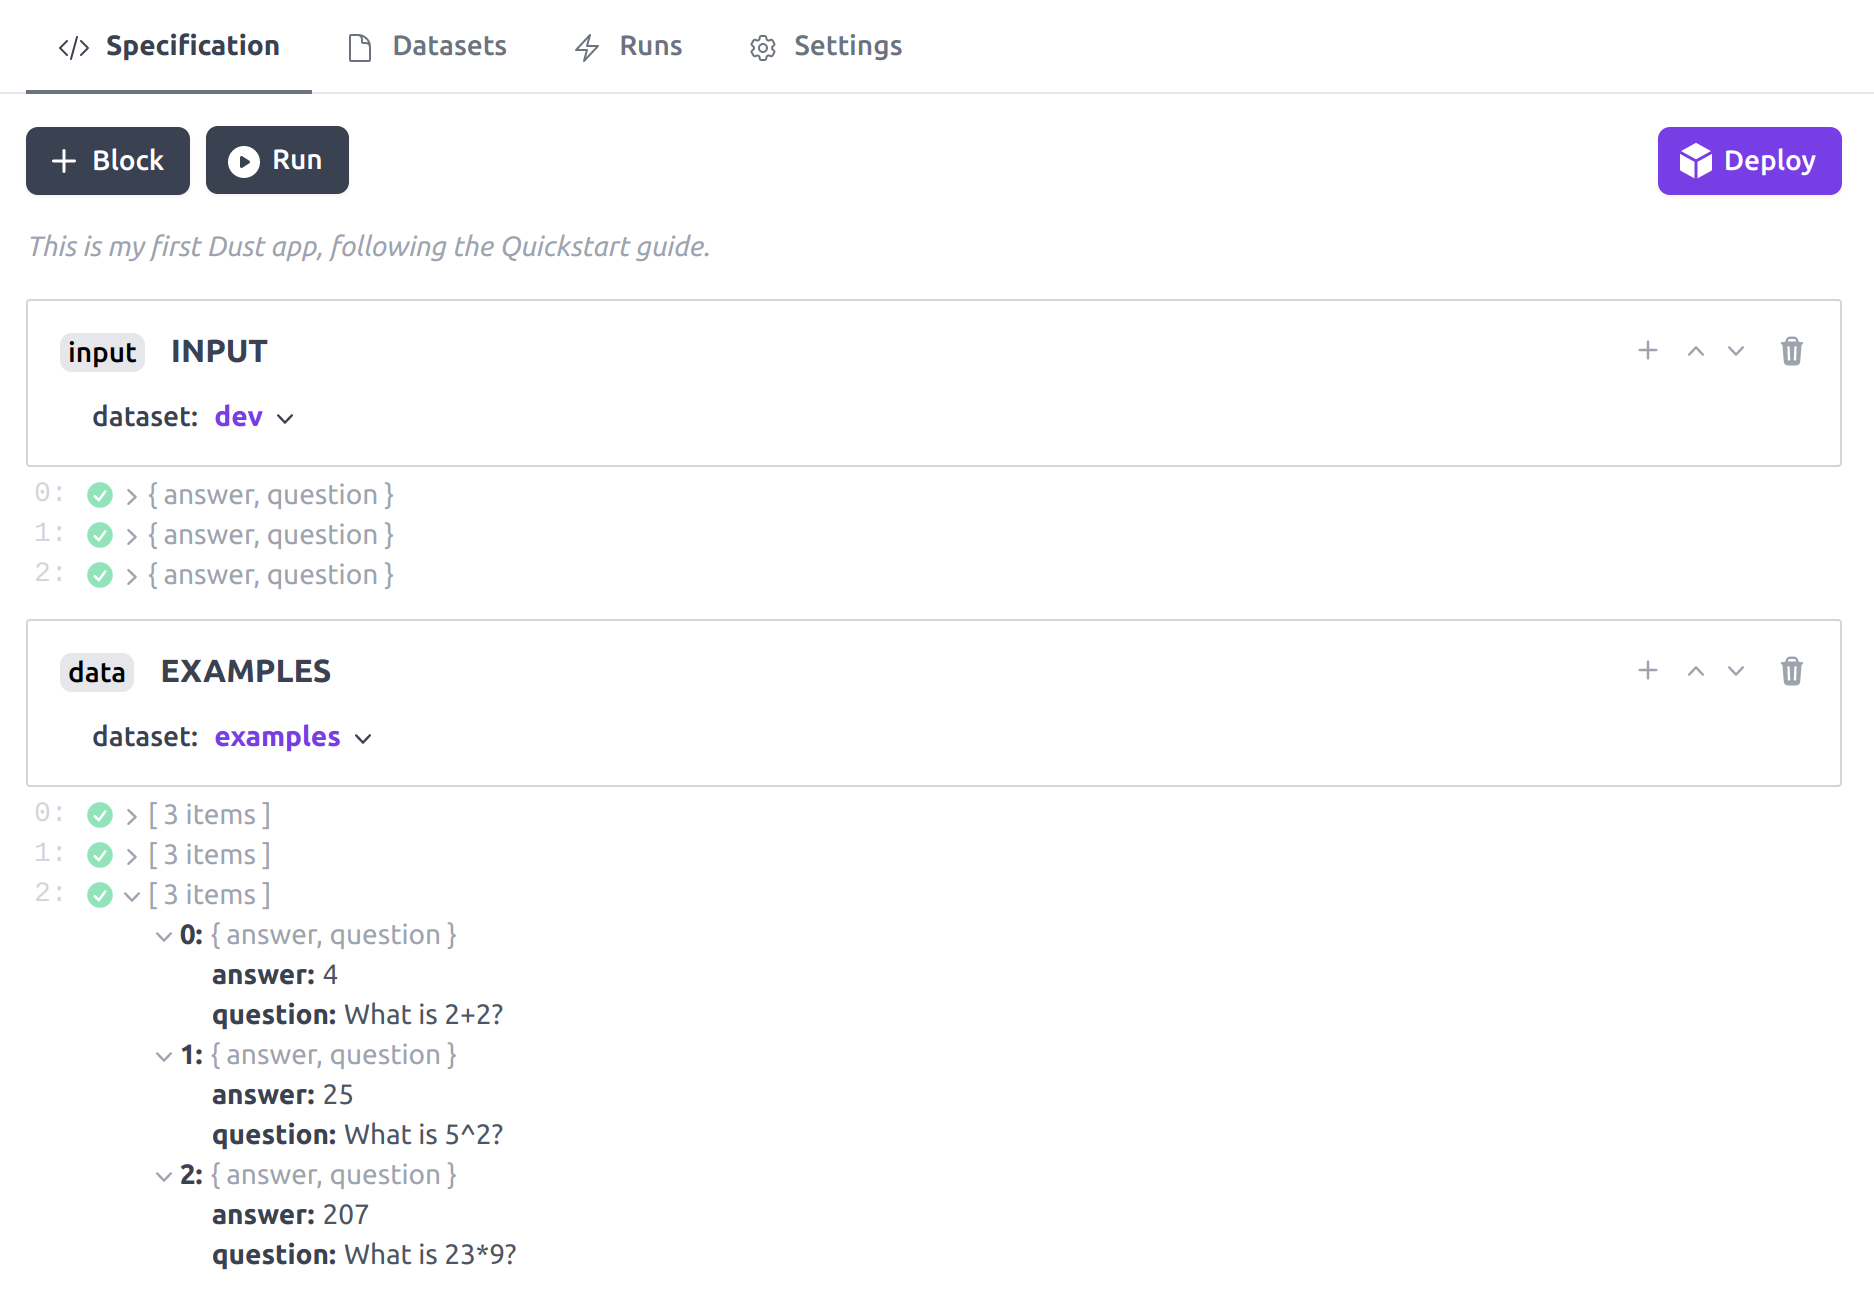 Specification Datasets Runs Settings
Block Run Deploy
This is my first Dust app, following the Quickstart guide.
input INPUT
dataset: dev
0: { answer, question }
1: { answer, question }
2: { answer, question }
data EXAMPLES
dataset: examples
0: [ 3 items ]
1: [ 3 items ]
2: [ 3 items ]
0: { answer, question }
answer: 4
question: What is 2+2?
1: { answer, question }
answer: 25
question: What is 5^2?
2: { answer, question }
answer: 207
question: What is 23*9?